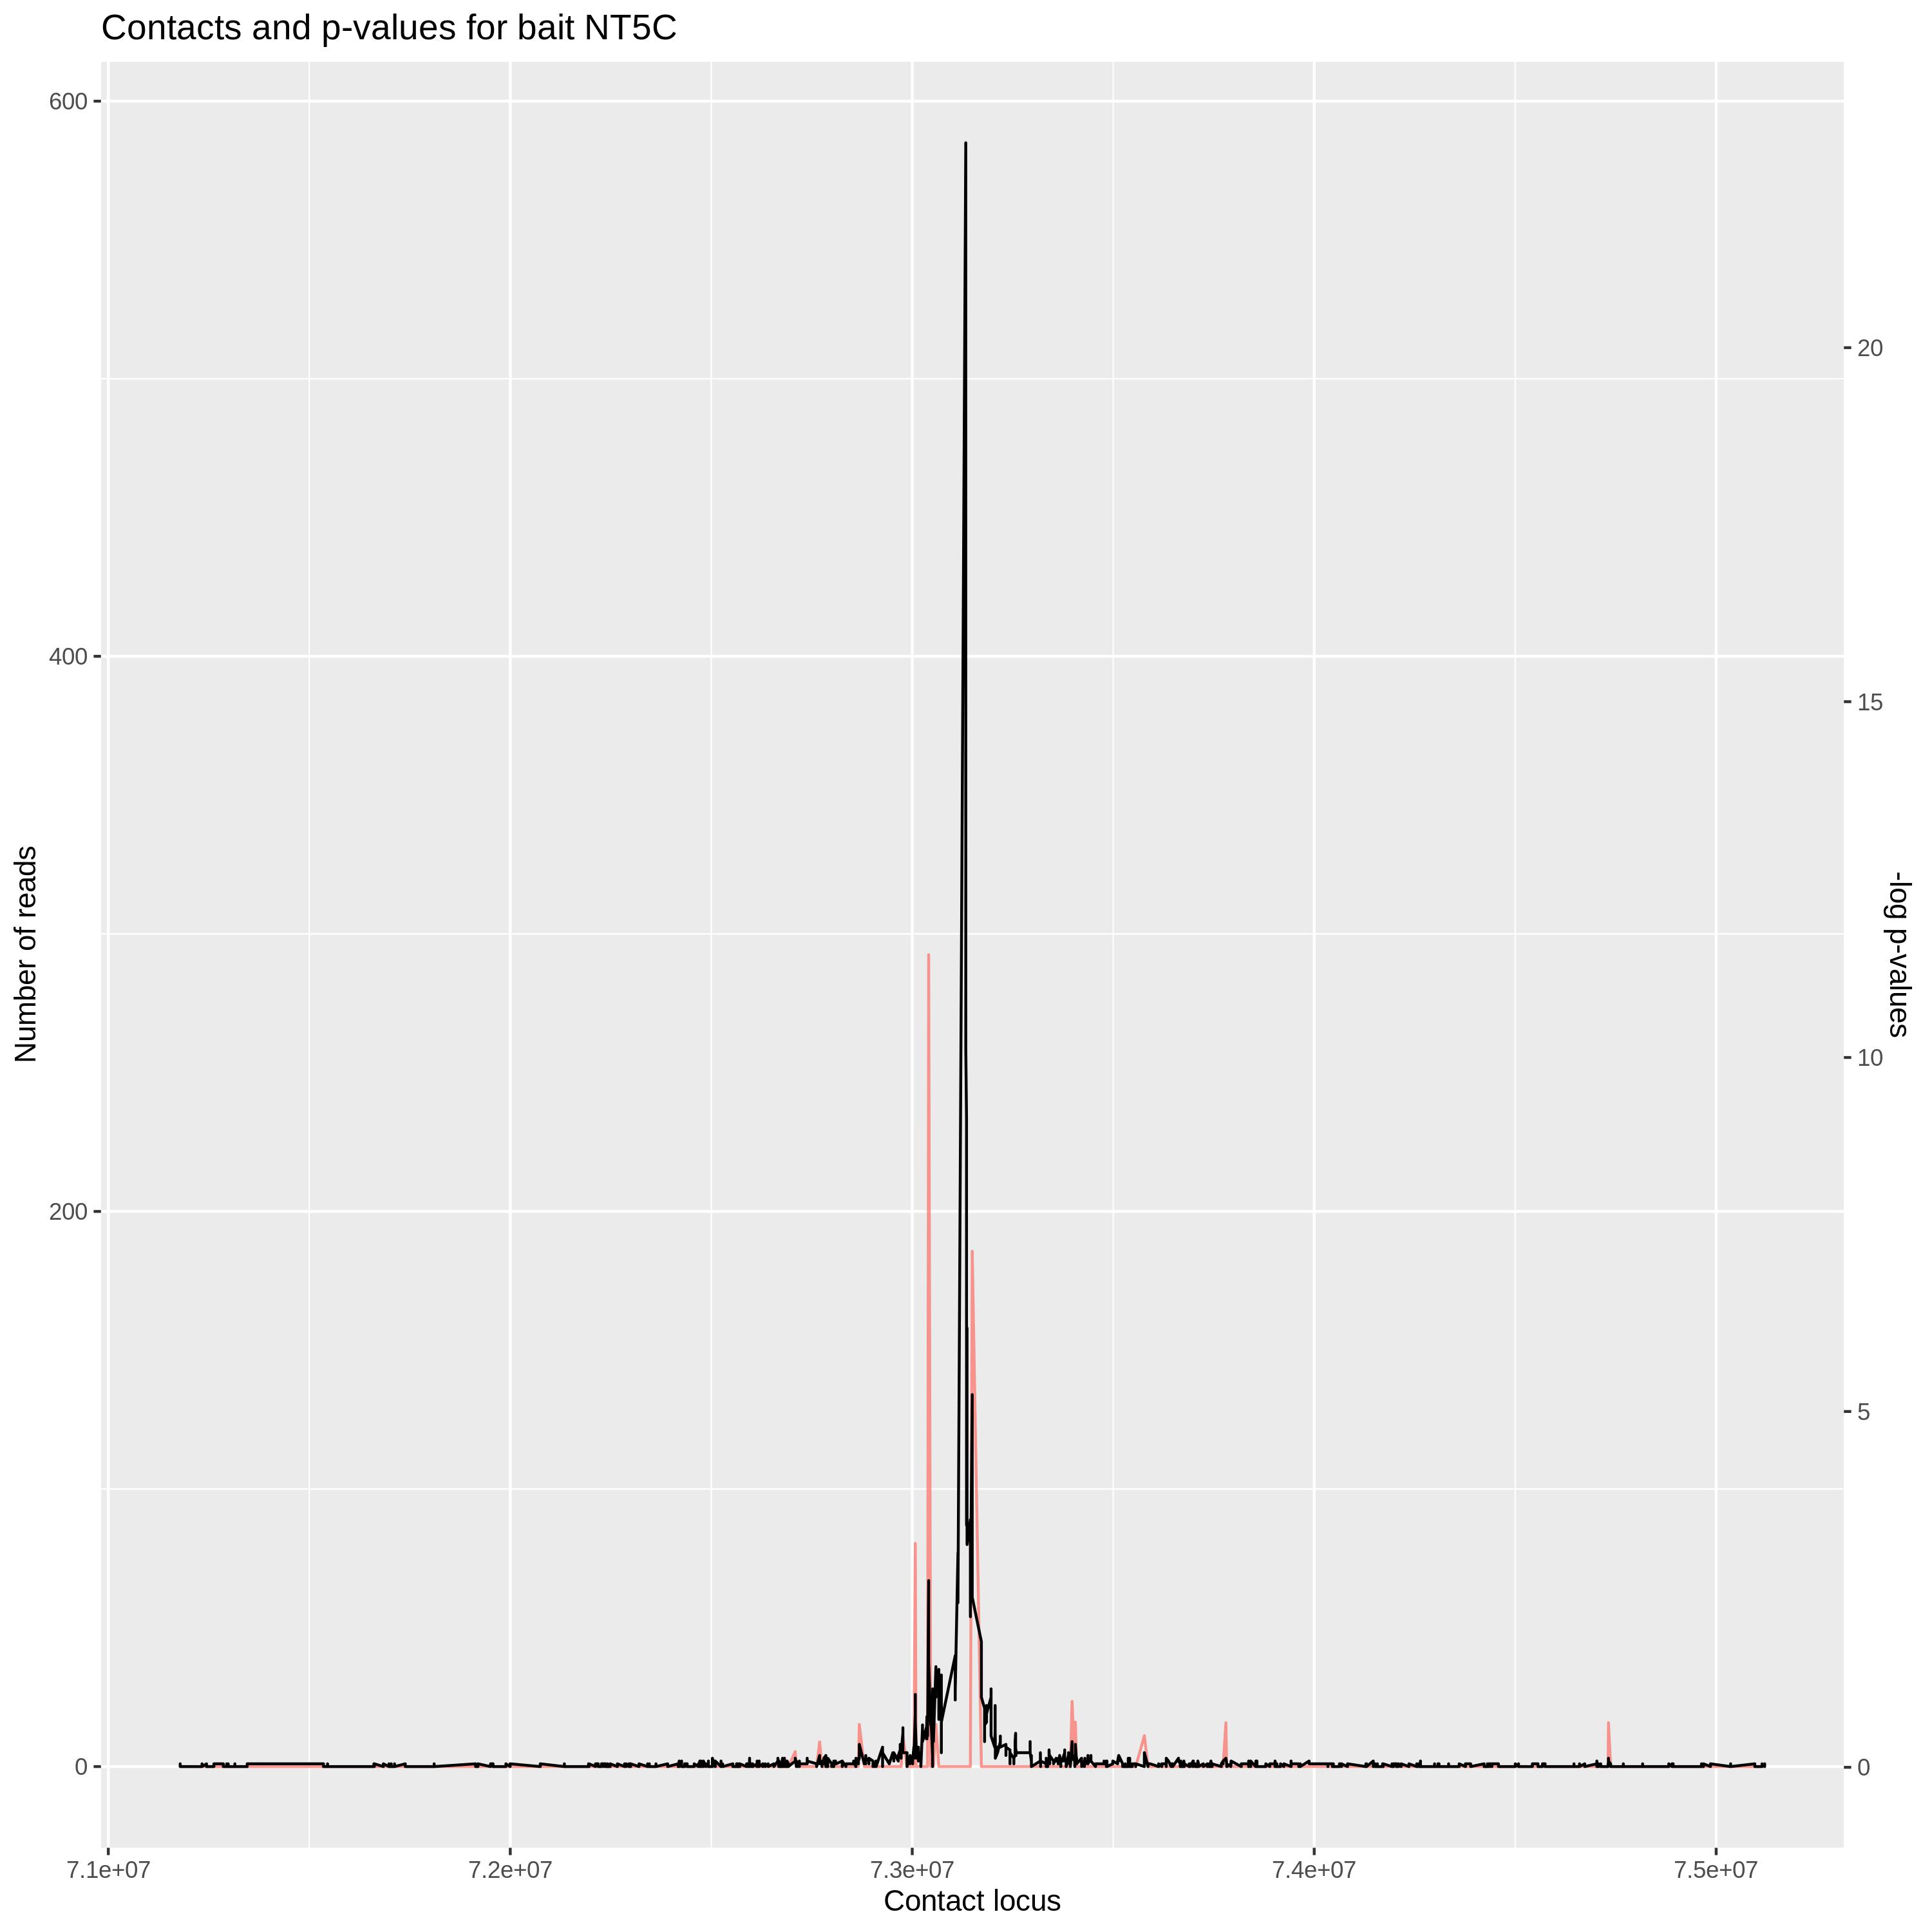 Contacts and p-values for bait NT5C
600
400
200
0
Number of reads
20
15
10
5
0
-log p-values
7.1e+07
7.2e+07
7.3e+07
7.4e+07
7.5e+07
Contact locus